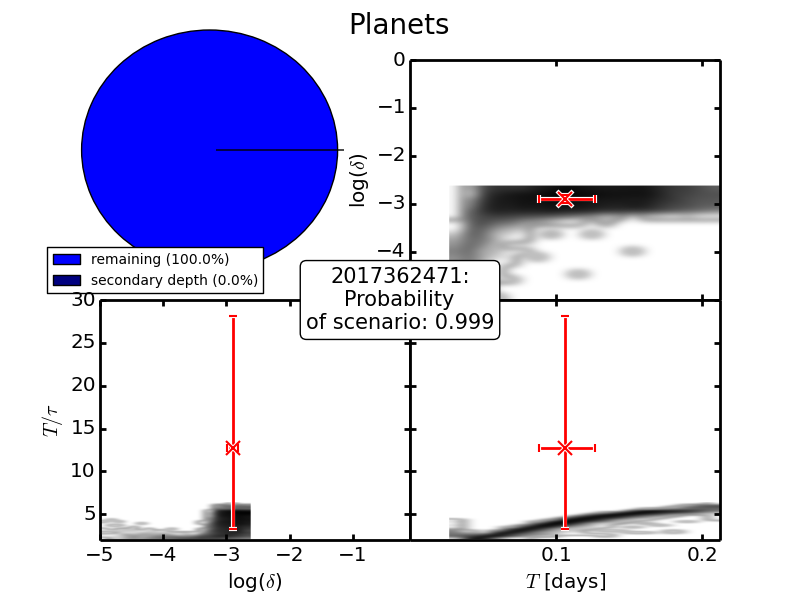 Planets
remaining (100.0%)
secondary depth (0.0%)
0
−1
−2
−3
−4
log(δ)
2017362471:
Probability
of scenario: 0.999
30
25
20
15
10
5
T/τ
−5
−4
−3
−2
−1
log(δ)
0.1
0.2
T [days]